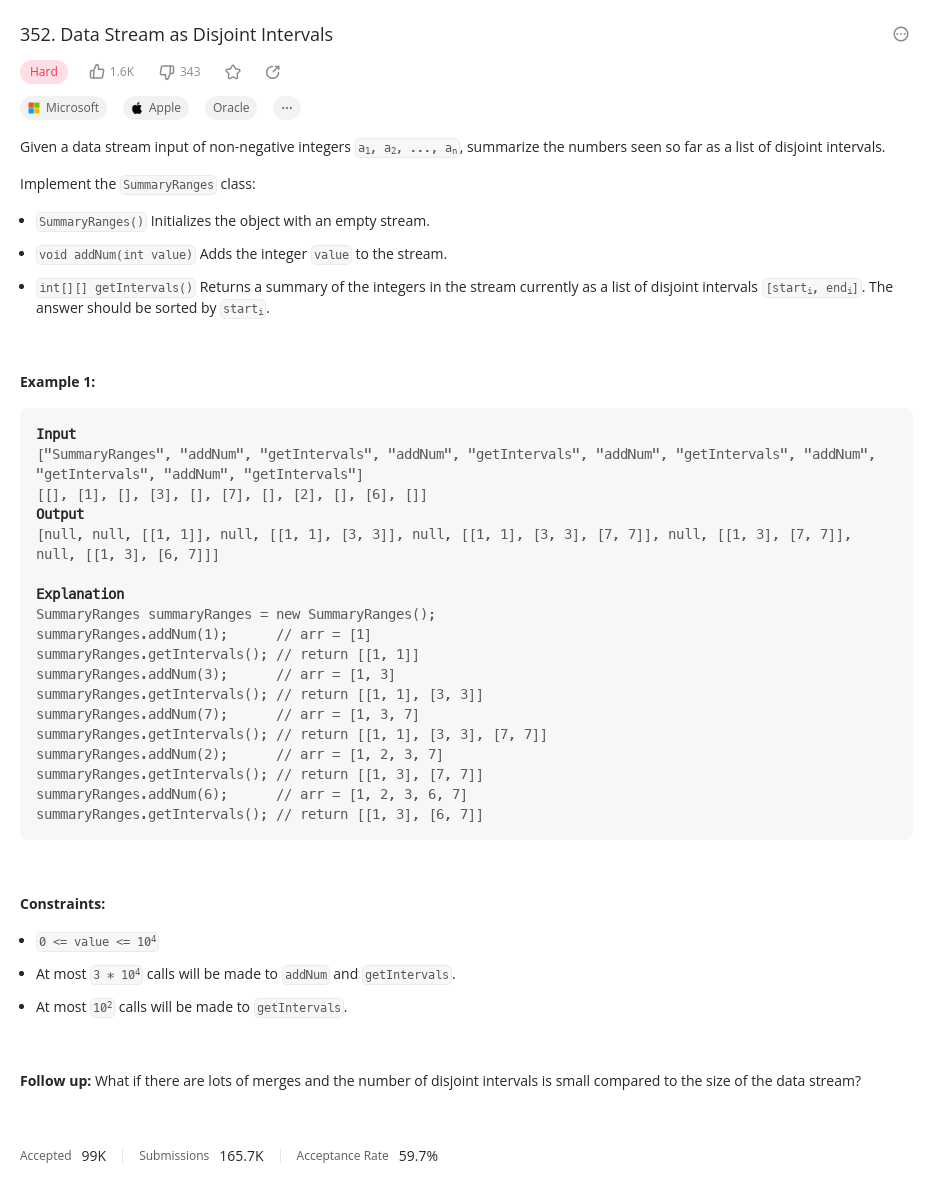 352. Data Stream as Disjoint Intervals
Hard 1.6K 343
Microsoft Apple Oracle ...
Given a data stream input of non-negative integers a1, a2, ..., an, summarize the numbers seen so far as a list of disjoint intervals.
Implement the SummaryRanges class:
• SummaryRanges() Initializes the object with an empty stream.
• void addNum(int value) Adds the integer value to the stream.
• int[][] getIntervals() Returns a summary of the integers in the stream currently as a list of disjoint intervals [starti, endi]. The
answer should be sorted by starti.
Example 1:
Input
["SummaryRanges", "addNum", "getIntervals", "addNum", "getIntervals", "addNum", "getIntervals", "addNum",
"getIntervals", "addNum", "getIntervals"]
[[], [1], [], [3], [], [7], [], [2], [], [6], []]
Output
[null, null, [[1, 1]], null, [[1, 1], [3, 3]], null, [[1, 1], [3, 3], [7, 7]], null, [[1, 3], [7, 7]],
null, [[1, 3], [6, 7]]]
Explanation
SummaryRanges summaryRanges = new SummaryRanges();
summaryRanges.addNum(1);      // arr = [1]
summaryRanges.getIntervals(); // return [[1, 1]]
summaryRanges.addNum(3);      // arr = [1, 3]
summaryRanges.getIntervals(); // return [[1, 1], [3, 3]]
summaryRanges.addNum(7);      // arr = [1, 3, 7]
summaryRanges.getIntervals(); // return [[1, 1], [3, 3], [7, 7]]
summaryRanges.addNum(2);      // arr = [1, 2, 3, 7]
summaryRanges.getIntervals(); // return [[1, 3], [7, 7]]
summaryRanges.addNum(6);      // arr = [1, 2, 3, 6, 7]
summaryRanges.getIntervals(); // return [[1, 3], [6, 7]]
Constraints:
• 0 <= value <= 10⁴
• At most 3 * 10⁴ calls will be made to addNum and getIntervals.
• At most 10² calls will be made to getIntervals.
Follow up: What if there are lots of merges and the number of disjoint intervals is small compared to the size of the data stream?
Accepted 99K Submissions 165.7K Acceptance Rate 59.7%